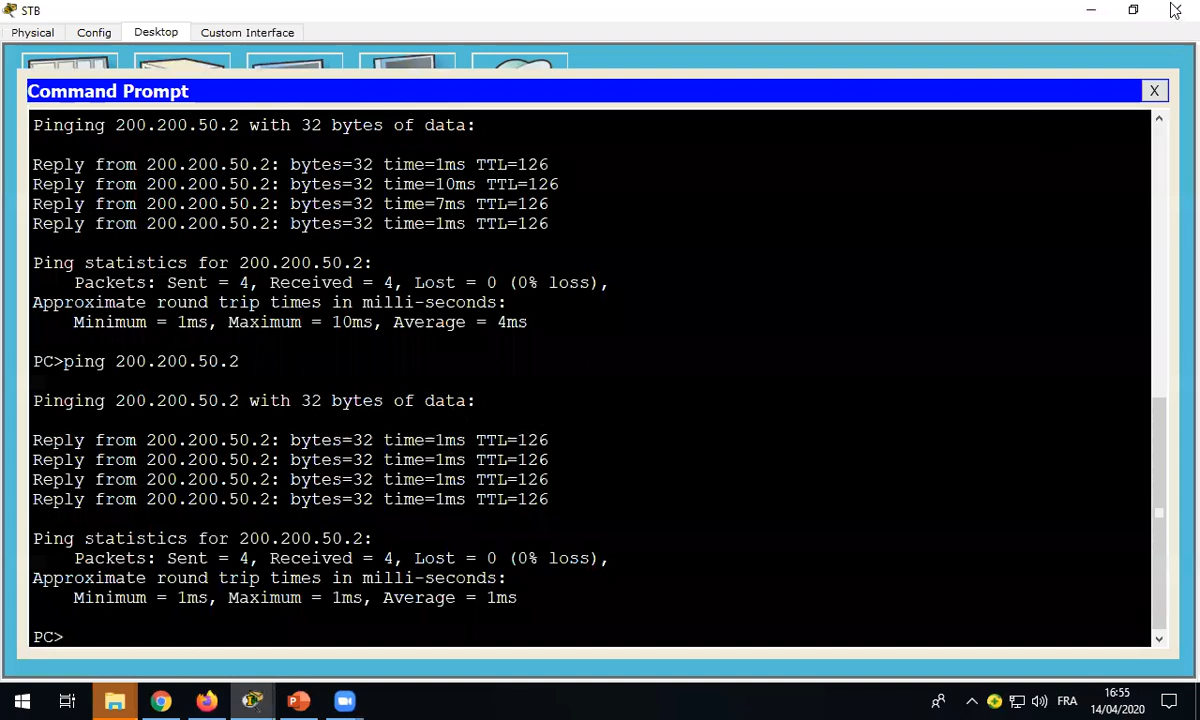 STB
Physical Config Desktop Custom Interface
Command Prompt X
Pinging 200.200.50.2 with 32 bytes of data:
Reply from 200.200.50.2: bytes=32 time=1ms TTL=126
Reply from 200.200.50.2: bytes=32 time=10ms TTL=126
Reply from 200.200.50.2: bytes=32 time=7ms TTL=126
Reply from 200.200.50.2: bytes=32 time=1ms TTL=126
Ping statistics for 200.200.50.2:
Packets: Sent = 4, Received = 4, Lost = 0 (0% loss),
Approximate round trip times in milli-seconds:
Minimum = 1ms, Maximum = 10ms, Average = 4ms
PC>ping 200.200.50.2
Pinging 200.200.50.2 with 32 bytes of data:
Reply from 200.200.50.2: bytes=32 time=1ms TTL=126
Reply from 200.200.50.2: bytes=32 time=1ms TTL=126
Reply from 200.200.50.2: bytes=32 time=1ms TTL=126
Reply from 200.200.50.2: bytes=32 time=1ms TTL=126
Ping statistics for 200.200.50.2:
Packets: Sent = 4, Received = 4, Lost = 0 (0% loss),
Approximate round trip times in milli-seconds:
Minimum = 1ms, Maximum = 1ms, Average = 1ms
PC>
FRA
16:55
14/04/2020